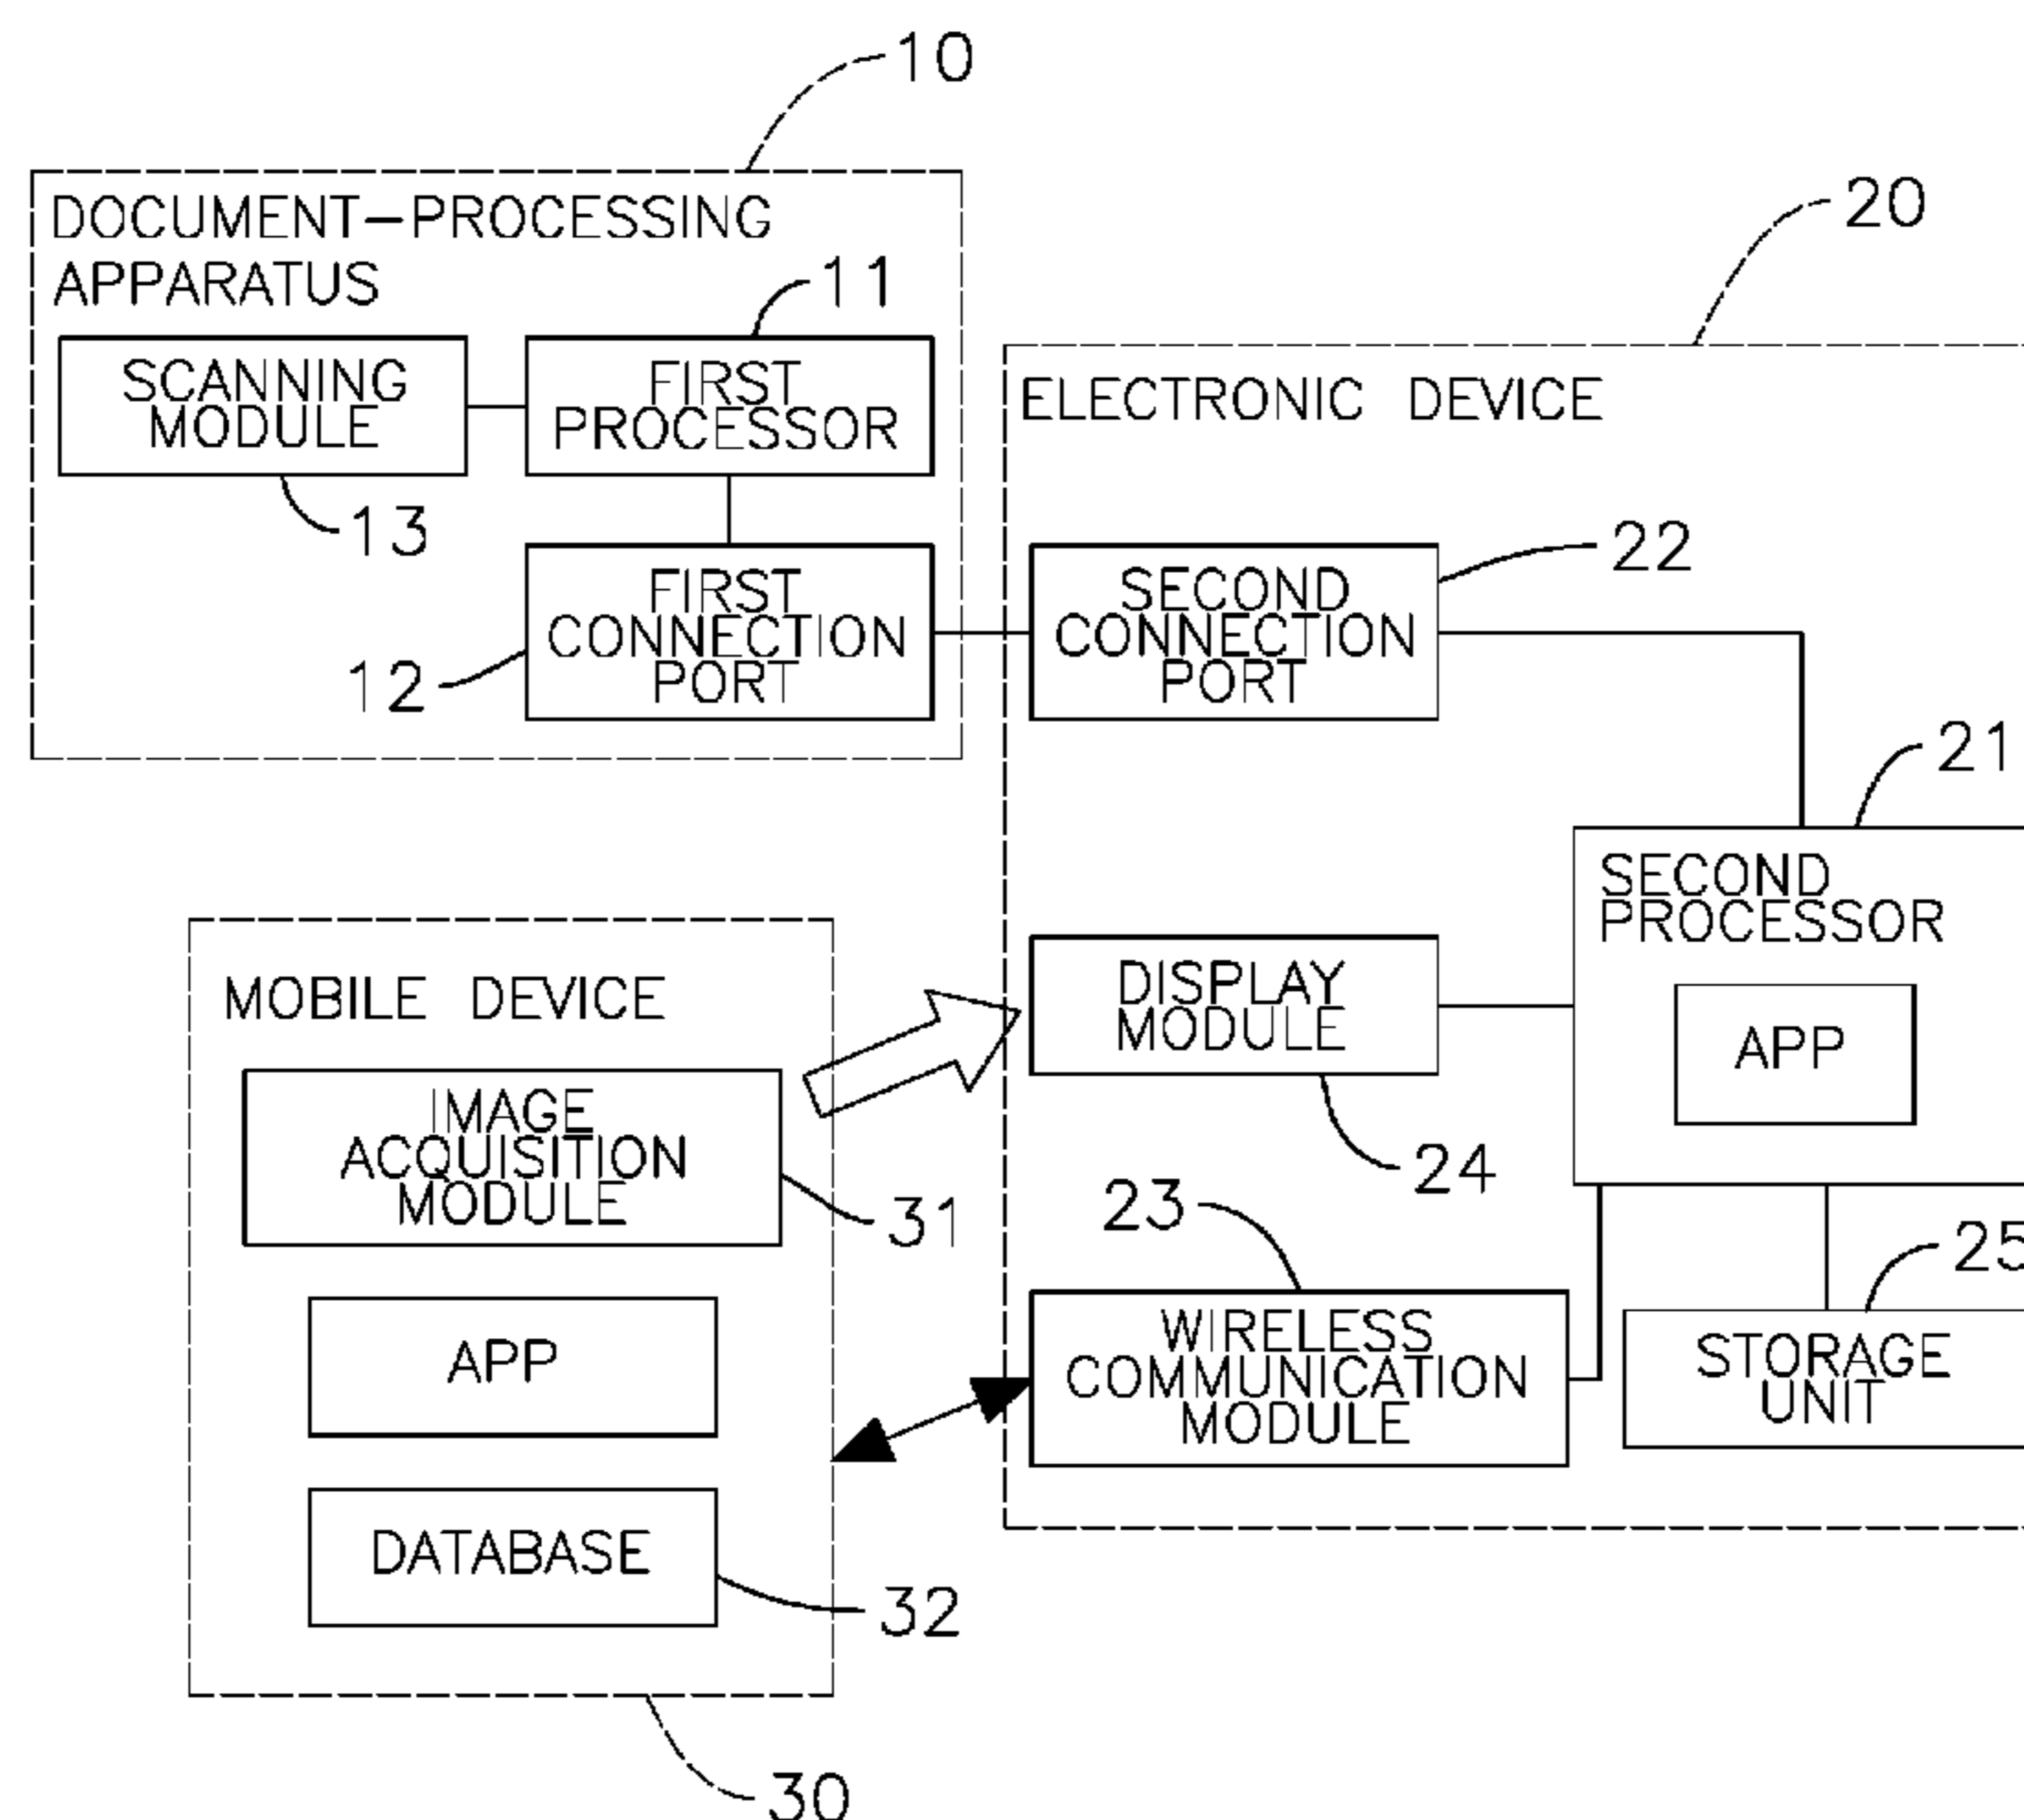 10
DOCUMENT-PROCESSING
APPARATUS
11
SCANNING
MODULE
FIRST
PROCESSOR
13
FIRST
CONNECTION
PORT
12
20
ELECTRONIC DEVICE
22
SECOND
CONNECTION
PORT
21
SECOND
PROCESSOR
APP
DISPLAY
MODULE
24
23
WIRELESS
COMMUNICATION
MODULE
25
STORAGE
UNIT
MOBILE DEVICE
IMAGE
ACQUISITION
MODULE
31
APP
DATABASE
32
30